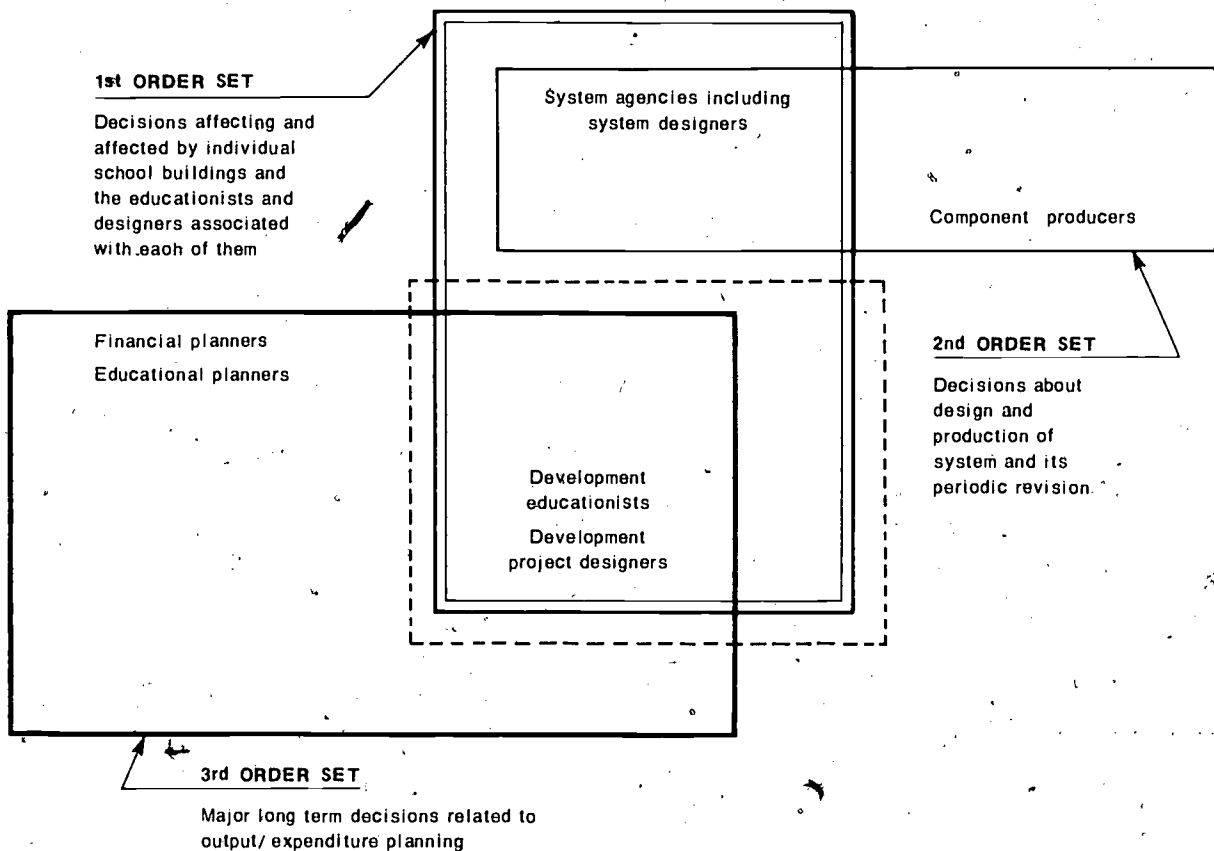 1st ORDER SET
Decisions affecting and
affected by individual
school buildings and
the educationists and
designers associated
with each of them
System agencies including
system designers
Component producers
2nd ORDER SET
Decisions about
design and
production of
system and its
periodic revision
Financial planners
Educational planners
Development
educationists
Development
project designers
3rd ORDER SET
Major long term decisions related to
output/ expenditure planning